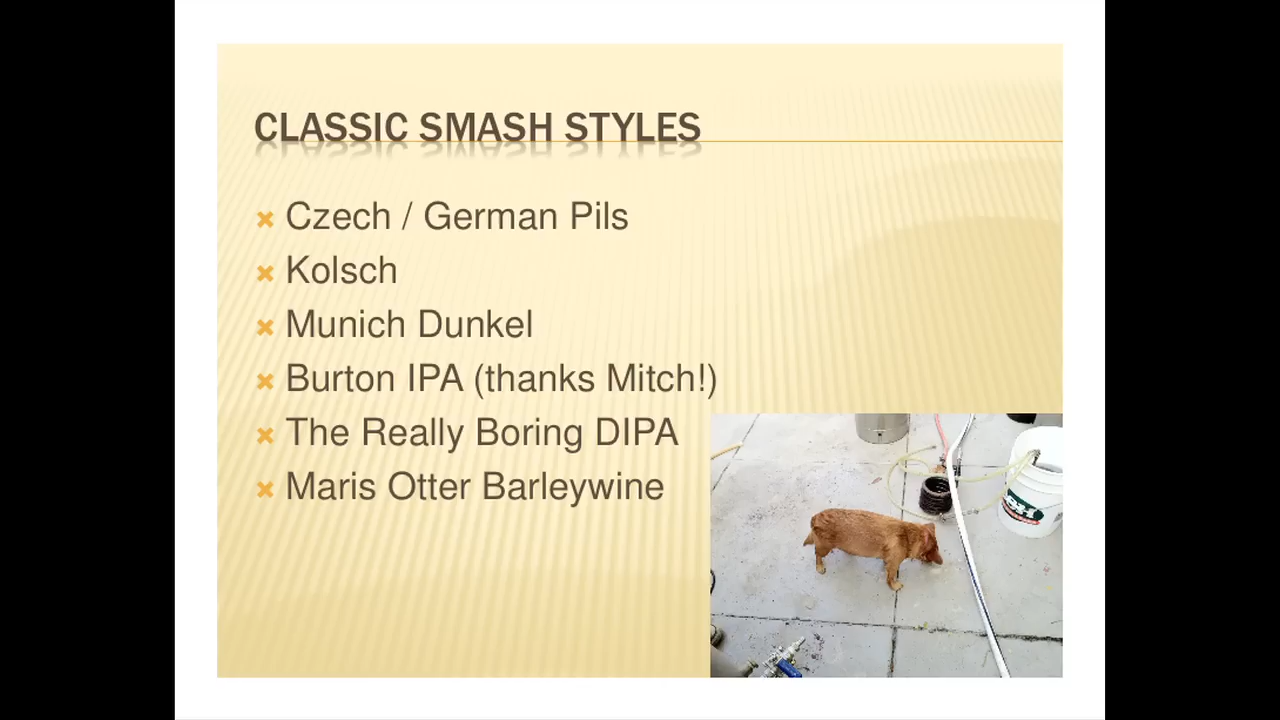 CLASSIC SMASH STYLES
Czech / German Pils
Kolsch
Munich Dunkel
Burton IPA (thanks Mitch!)
The Really Boring DIPA
Maris Otter Barleywine